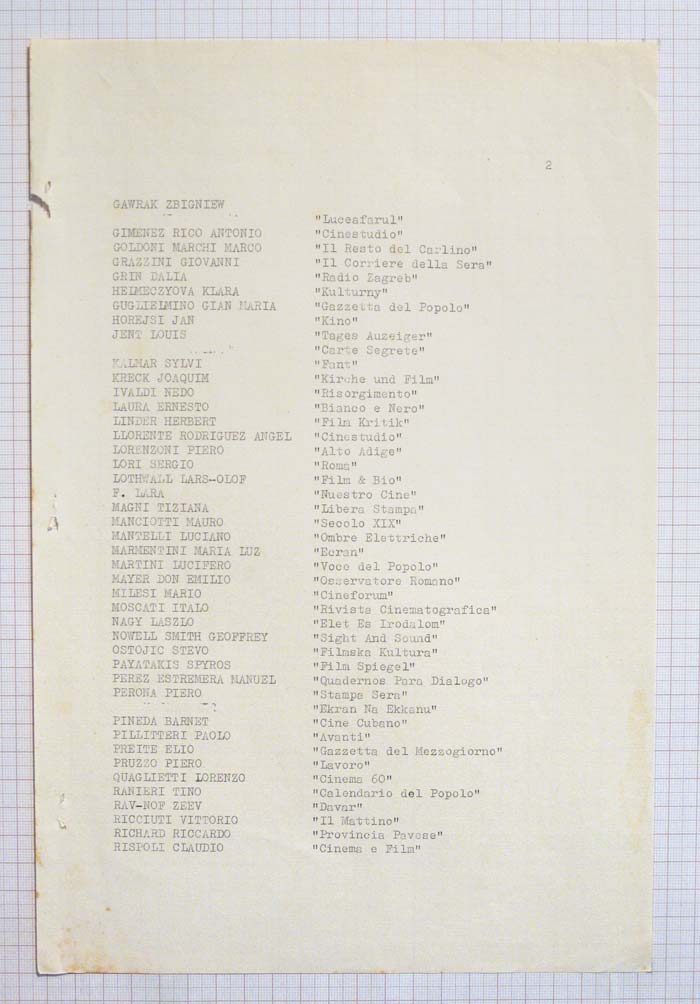 2
GAWRAK ZBIGNIEW
"Luceafarul"
GIMENEZ RICO ANTONIO "Cinestudio"
GOLDONI MARCHI MARCO "Il Resto del Carlino"
GRAZZINI GIOVANNI "Il Corriere della Sera"
GRIN DALIA "Radio Zagreb"
HELMECZYOVA KLARA "Kulturny"
GUGLIELMINO GIAN MARIA "Gazzetta del Popolo"
HOREJSI JAN "Kino"
JENT LOUIS "Tages Auzeiger"
"Carte Segrete"
KALMAR SYLVI "Fant"
KRECK JOAQUIM "Kirche und Film"
IVALDI NEDO "Risorgimento"
LAURA ERNESTO "Bianco e Nero"
LINDER HERBERT "Film Kritik"
LLORENTE RODRIGUEZ ANGEL "Cinestudio"
LORENZONI PIERO "Alto Adige"
LORI SERGIO "Roma"
LOTHWALL LARS-OLOF "Film & Bio"
F. LARA "Nuestro Cine"
MAGNI TIZIANA "Libera Stampa"
MANCIOTTI MAURO "Secolo XIX"
MANTELLI LUCIANO "Ombre Elettriche"
MARMENTINI MARIA LUZ "Ecran"
MARTINI LUCIFERO "Voce del Popolo"
MAYER DON EMILIO "Osservatore Romano"
MILESI MARIO "Cineforum"
MOSCATI ITALO "Rivista Cinematografica"
NAGY LASZLO "Elet Es Irodalom"
NOWELL SMITH GEOFFREY "Sight And Sound"
OSTOJIC STEVO "Filmska Kultura"
PAYATAKIS SPYROS "Film Spiegel"
PEREZ ESTREMERA MANUEL "Quadernos Para Dialogo"
PERONA PIERO "Stampa Sera"
"Ekran Na Ekkanu"
PINEDA BARNET "Cine Cubano"
PILLITTERI PAOLO "Avanti"
PREITE ELIO "Gazzetta del Mezzogiorno"
PRUZZO PIERO "Lavoro"
QUAGLIETTI LORENZO "Cinema 60"
RANIERI TINO "Calendario del Popolo"
RAV-NOF ZEEV "Davar"
RICCIUTI VITTORIO "Il Mattino"
RICHARD RICCARDO "Provincia Pavese"
RISPOLI CLAUDIO "Cinema e Film"